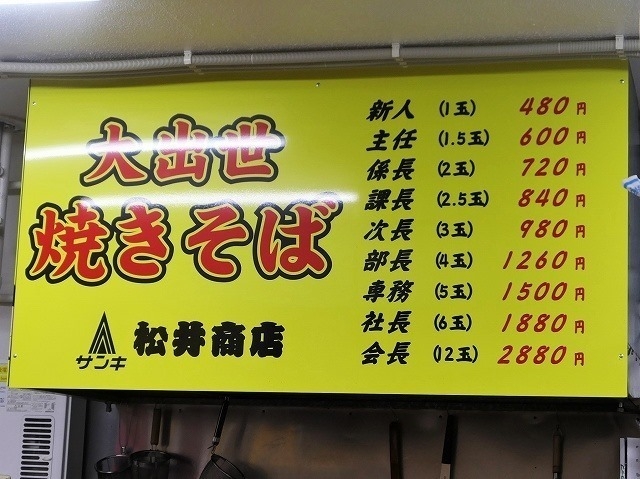 大出世
焼きそば
サンキ
松井商店
新人 (1玉) 480円
主任 (1.5玉) 600円
係長 (2玉) 720円
課長 (2.5玉) 840円
次長 (3玉) 980円
部長 (4玉) 1260円
専務 (5玉) 1500円
社長 (6玉) 1880円
会長 (12玉) 2880円